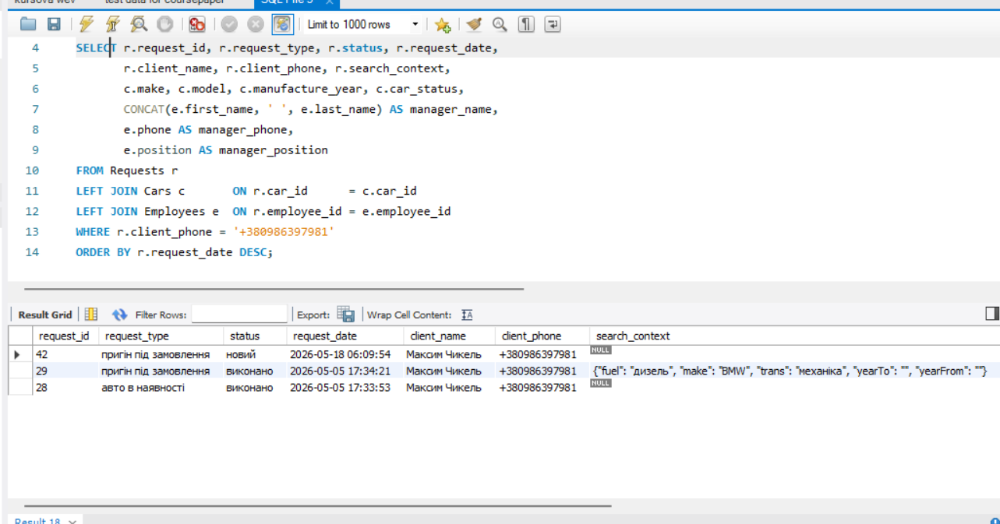 kursova wev test data for coursepaper SQL File 5
Limit to 1000 rows
4 SELECT r.request_id, r.request_type, r.status, r.request_date,
5 r.client_name, r.client_phone, r.search_context,
6 c.make, c.model, c.manufacture_year, c.car_status,
7 CONCAT(e.first_name, ' ', e.last_name) AS manager_name,
8 e.phone AS manager_phone,
9 e.position AS manager_position
10 FROM Requests r
11 LEFT JOIN Cars c ON r.car_id = c.car_id
12 LEFT JOIN Employees e ON r.employee_id = e.employee_id
13 WHERE r.client_phone = '+380986397981'
14 ORDER BY r.request_date DESC;
Result Grid Filter Rows: Export: Wrap Cell Content:
request_id request_type status request_date client_name client_phone search_context
42 пригін під замовлення новий 2026-05-18 06:09:54 Максим Чикель +380986397981 NULL
29 пригін під замовлення виконано 2026-05-05 17:34:21 Максим Чикель +380986397981 {"fuel": "дизель", "make": "BMW", "trans": "механіка", "yearTo": "", "yearFrom": ""}
28 авто в наявності виконано 2026-05-05 17:33:53 Максим Чикель +380986397981 NULL
Result 18